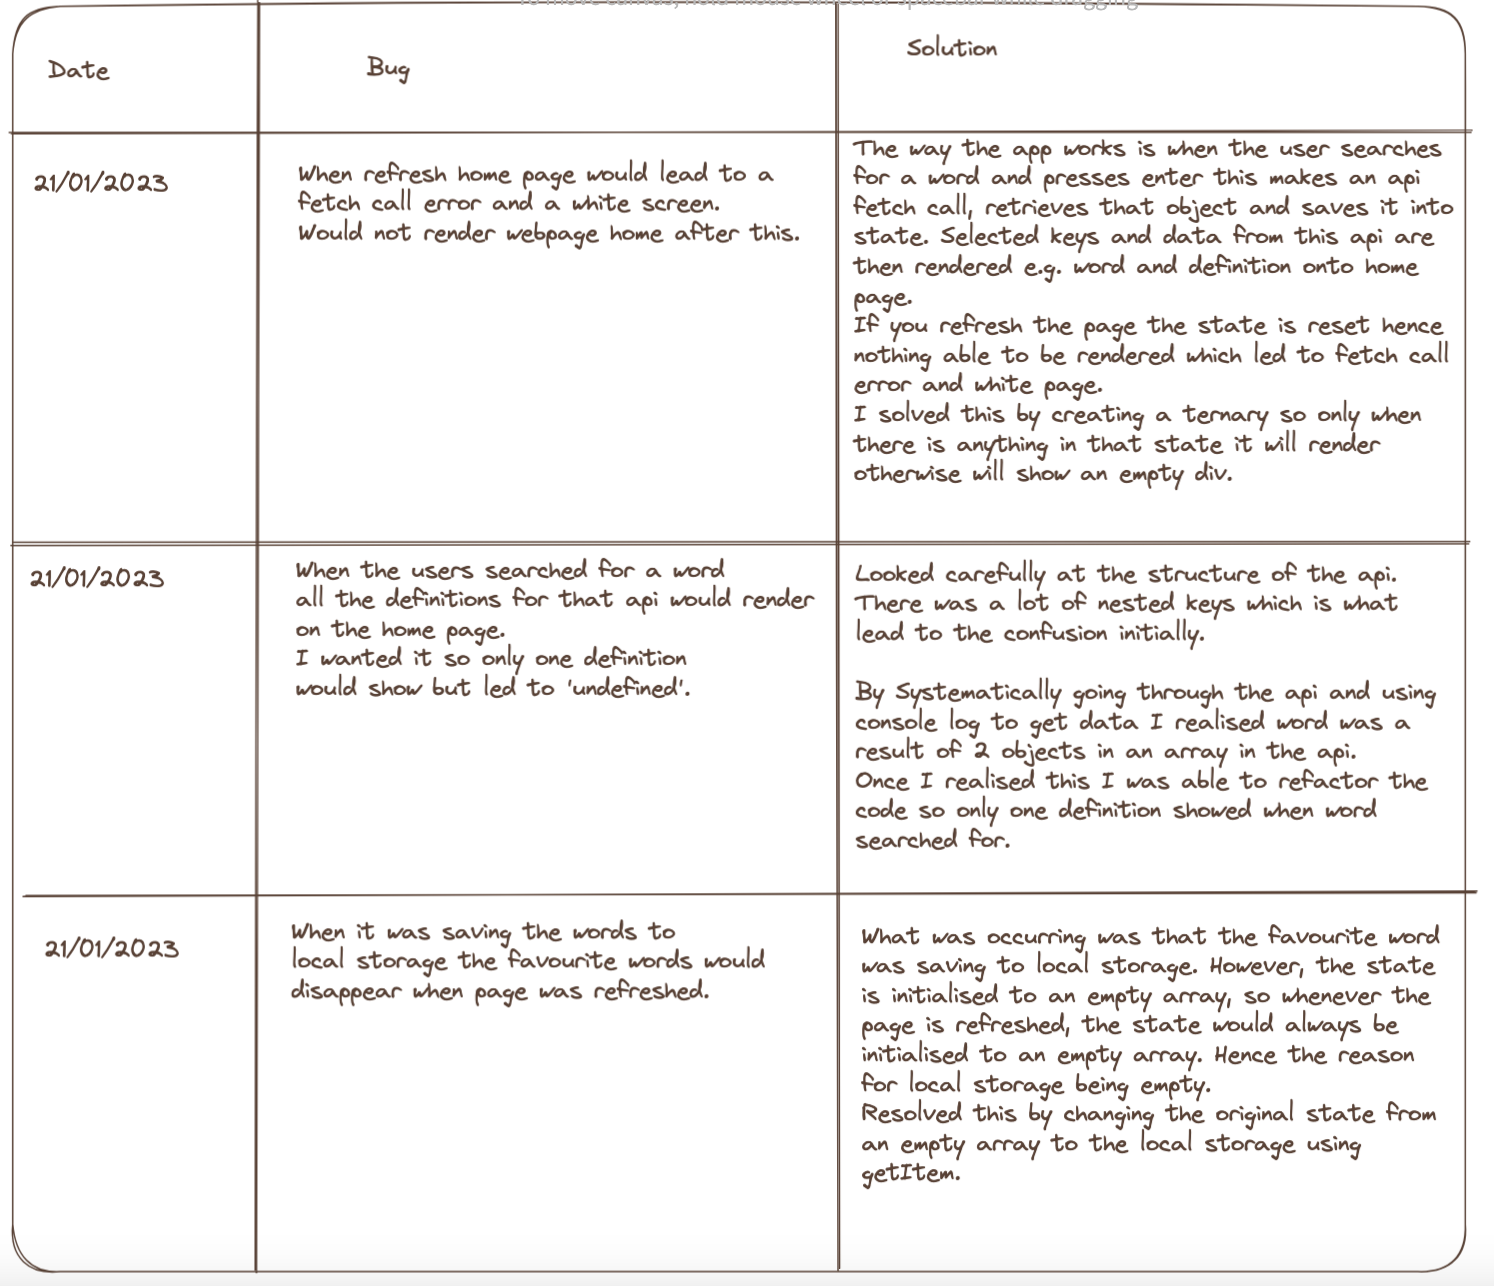 To move canvas, hold mouse wheel or spacebar while dragging
Date
Bug
Solution
21/01/2023
When refresh home page would lead to a
fetch call error and a white screen.
Would not render webpage home after this.
The way the app works is when the user searches
for a word and presses enter this makes an api
fetch call, retrieves that object and saves it into
state. Selected keys and data from this api are
then rendered e.g. word and definition onto home
page.
If you refresh the page the state is reset hence
nothing able to be rendered which led to fetch call
error and white page.
I solved this by creating a ternary so only when
there is anything in that state it will render
otherwise will show an empty div.
21/01/2023
When the users searched for a word
all the definitions for that api would render
on the home page.
I wanted it so only one definition
would show but led to 'undefined'.
Looked carefully at the structure of the api.
There was a lot of nested keys which is what
lead to the confusion initially.
By Systematically going through the api and using
console log to get data I realised word was a
result of 2 objects in an array in the api.
Once I realised this I was able to refactor the
code so only one definition showed when word
searched for.
21/01/2023
When it was saving the words to
local storage the favourite words would
disappear when page was refreshed.
What was occurring was that the favourite word
was saving to local storage. However, the state
is initialised to an empty array, so whenever the
page is refreshed, the state would always be
initialised to an empty array. Hence the reason
for local storage being empty.
Resolved this by changing the original state from
an empty array to the local storage using
getItem.